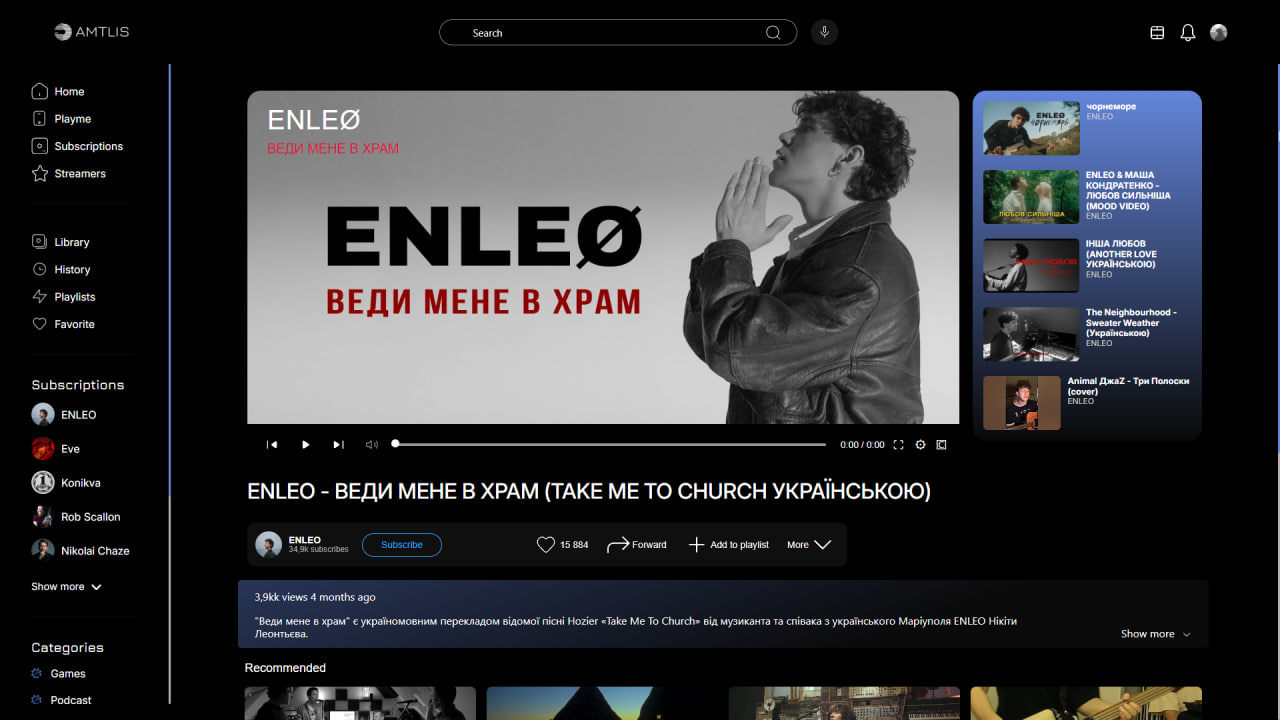 AMTLIS
Search
Home
Playme
Subscriptions
Streamers
Library
History
Playlists
Favorite
Subscriptions
ENLEO
Eve
Konikva
Rob Scallon
Nikolai Chaze
Show more
Categories
Games
Podcast
ENLEØ
ВЕДИ МЕНЕ В ХРАМ
ENLEØ
ВЕДИ МЕНЕ В ХРАМ
0:00 / 0:00
ENLEO - ВЕДИ МЕНЕ В ХРАМ (TAKE ME TO CHURCH УКРАЇНСЬКОЮ)
ENLEO
34,9k subscribes
Subscribe
15 884
Forward
Add to playlist
More
3,9kk views 4 months ago
"Веди мене в храм" є україномовним перекладом відомої пісні Hozier «Take Me To Church» від музиканта та співака з українського Маріуполя ENLEO Нікіти
Леонтьєва.
Show more
Recommended
ENLEO
ЧОРНЕМОРЕ
чорнеморе
ENLEO
ЛЮБОВ СИЛЬНІША
ENLEO & МАША
КОНДРАТЕНКО -
ЛЮБОВ СИЛЬНІША
(MOOD VIDEO)
ENLEO
ІНША ЛЮБОВ
(ANOTHER LOVE
УКРАЇНСЬКОЮ)
ENLEO
The Neighbourhood -
Sweater Weather
(Українською)
ENLEO
Animal ДжаZ - Три Полоски
(cover)
ENLEO